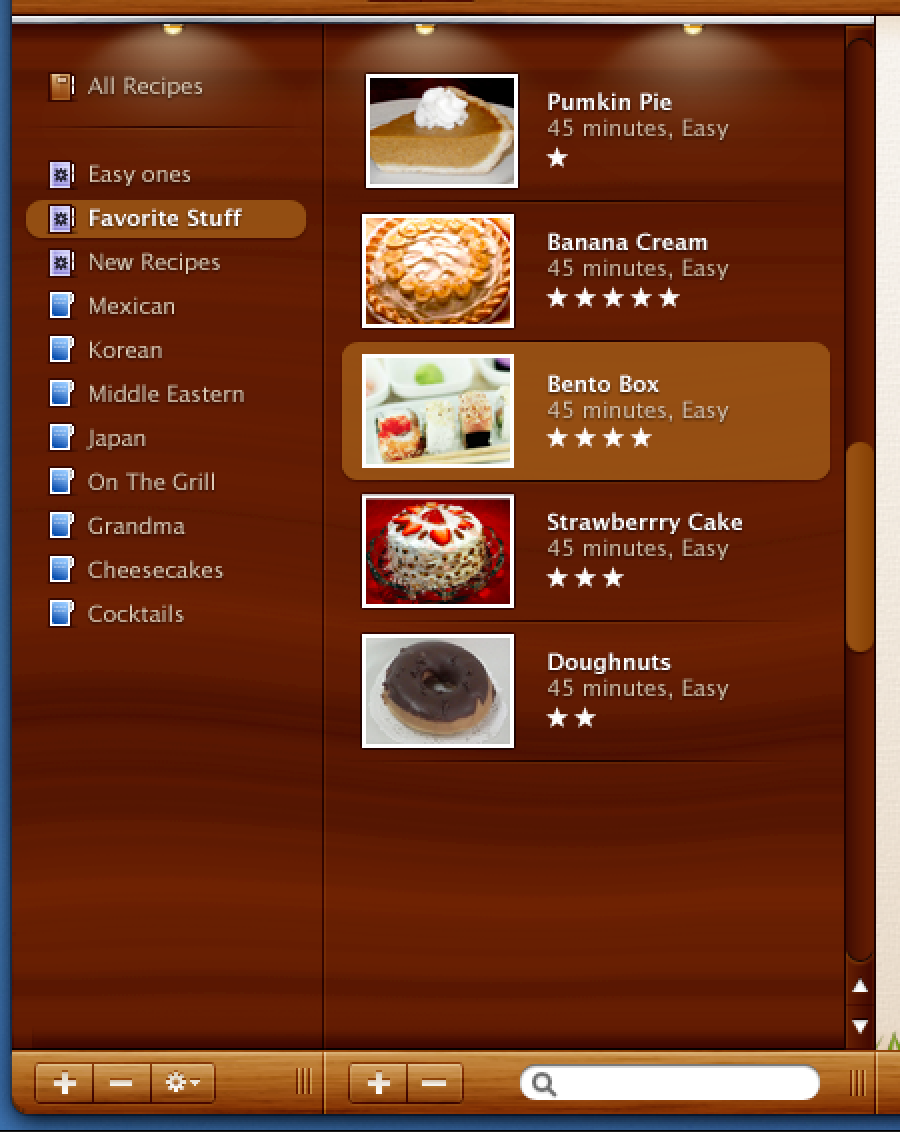 All Recipes
Easy ones
Favorite Stuff
New Recipes
Mexican
Korean
Middle Eastern
Japan
On The Grill
Grandma
Cheesecakes
Cocktails
Pumkin Pie
45 minutes, Easy
Banana Cream
45 minutes, Easy
Bento Box
45 minutes, Easy
Strawberrry Cake
45 minutes, Easy
Doughnuts
45 minutes, Easy